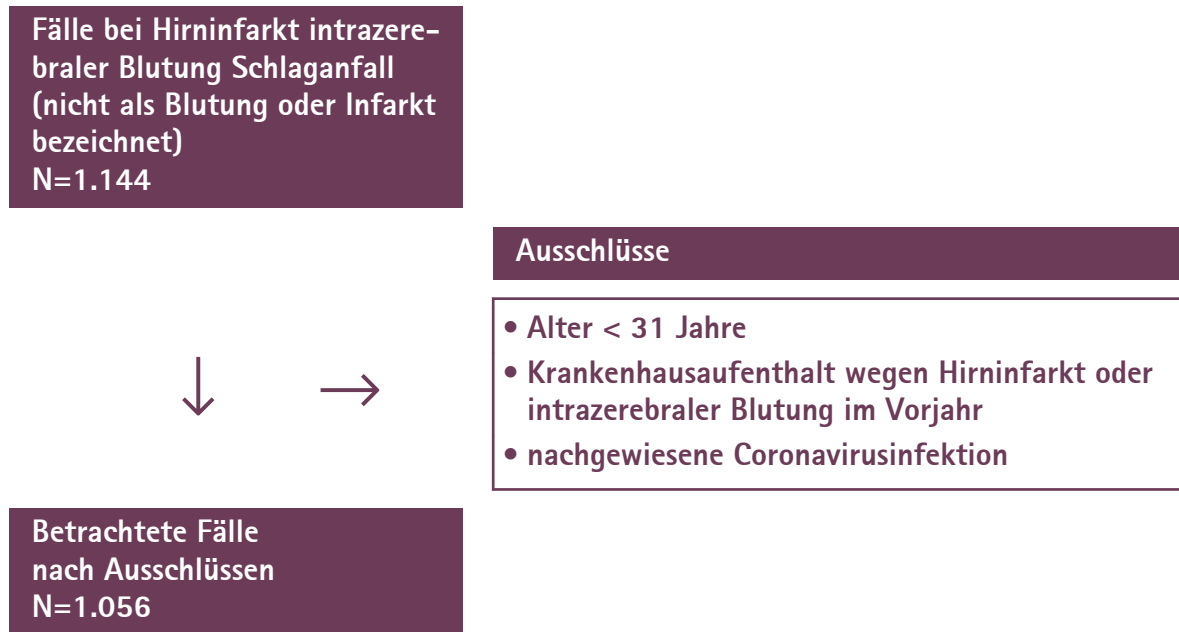 Fälle bei Hirninfarkt intrazere-
braler Blutung Schlaganfall
(nicht als Blutung oder Infarkt
bezeichnet)
N=1.144
Ausschlüsse
• Alter < 31 Jahre
• Krankenhausaufenthalt wegen Hirninfarkt oder
intrazerebraler Blutung im Vorjahr
• nachgewiesene Coronavirusinfektion
Betrachtete Fälle
nach Ausschlüssen
N=1.056